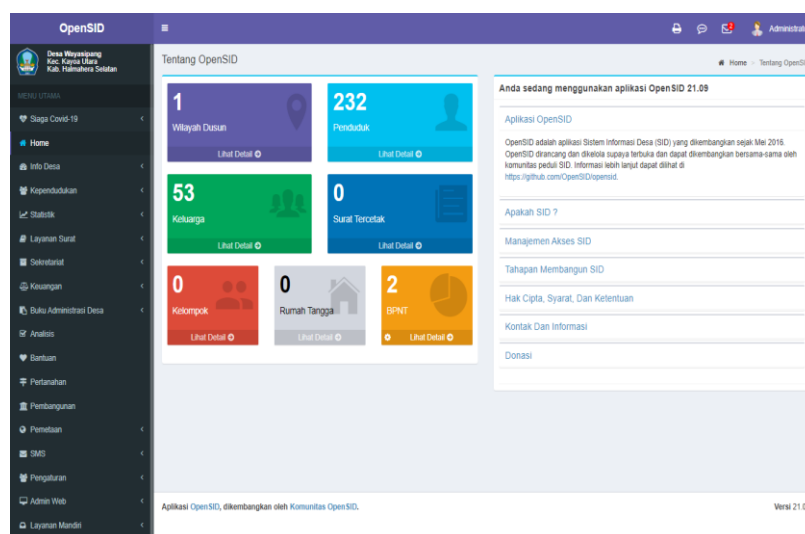 OpenSID
Administrat
Desa Wayasipang
Kec. Kayoa Utara
Kab. Halmahera Selatan
MENU UTAMA
Siaga Covid-19
Home
Info Desa
Kependudukan
Statistik
Layanan Surat
Sekretariat
Keuangan
Buku Administrasi Desa
Analisis
Bantuan
Pertanahan
Pembangunan
Pemetaan
SMS
Pengaturan
Admin Web
Layanan Mandiri
Tentang OpenSID
Home > Tentang OpenSI
1
Wilayah Dusun
Lihat Detail
232
Penduduk
Lihat Detail
53
Keluarga
Lihat Detail
0
Surat Tercetak
Lihat Detail
0
Kelompok
Lihat Detail
0
Rumah Tangga
Lihat Detail
2
BPNT
Lihat Detail
Anda sedang menggunakan aplikasi OpenSID 21.09
Aplikasi OpenSID
OpenSID adalah aplikasi Sistem Informasi Desa (SID) yang dikembangkan sejak Mei 2016.
OpenSID dirancang dan dikelola supaya terbuka dan dapat dikembangkan bersama-sama oleh
komunitas peduli SID. Informasi lebih lanjut dapat dilihat di
https://github.com/OpenSID/opensid.
Apakah SID ?
Manajemen Akses SID
Tahapan Membangun SID
Hak Cipta, Syarat, Dan Ketentuan
Kontak Dan Informasi
Donasi
Aplikasi OpenSID, dikembangkan oleh Komunitas OpenSID.
Versi 21.0